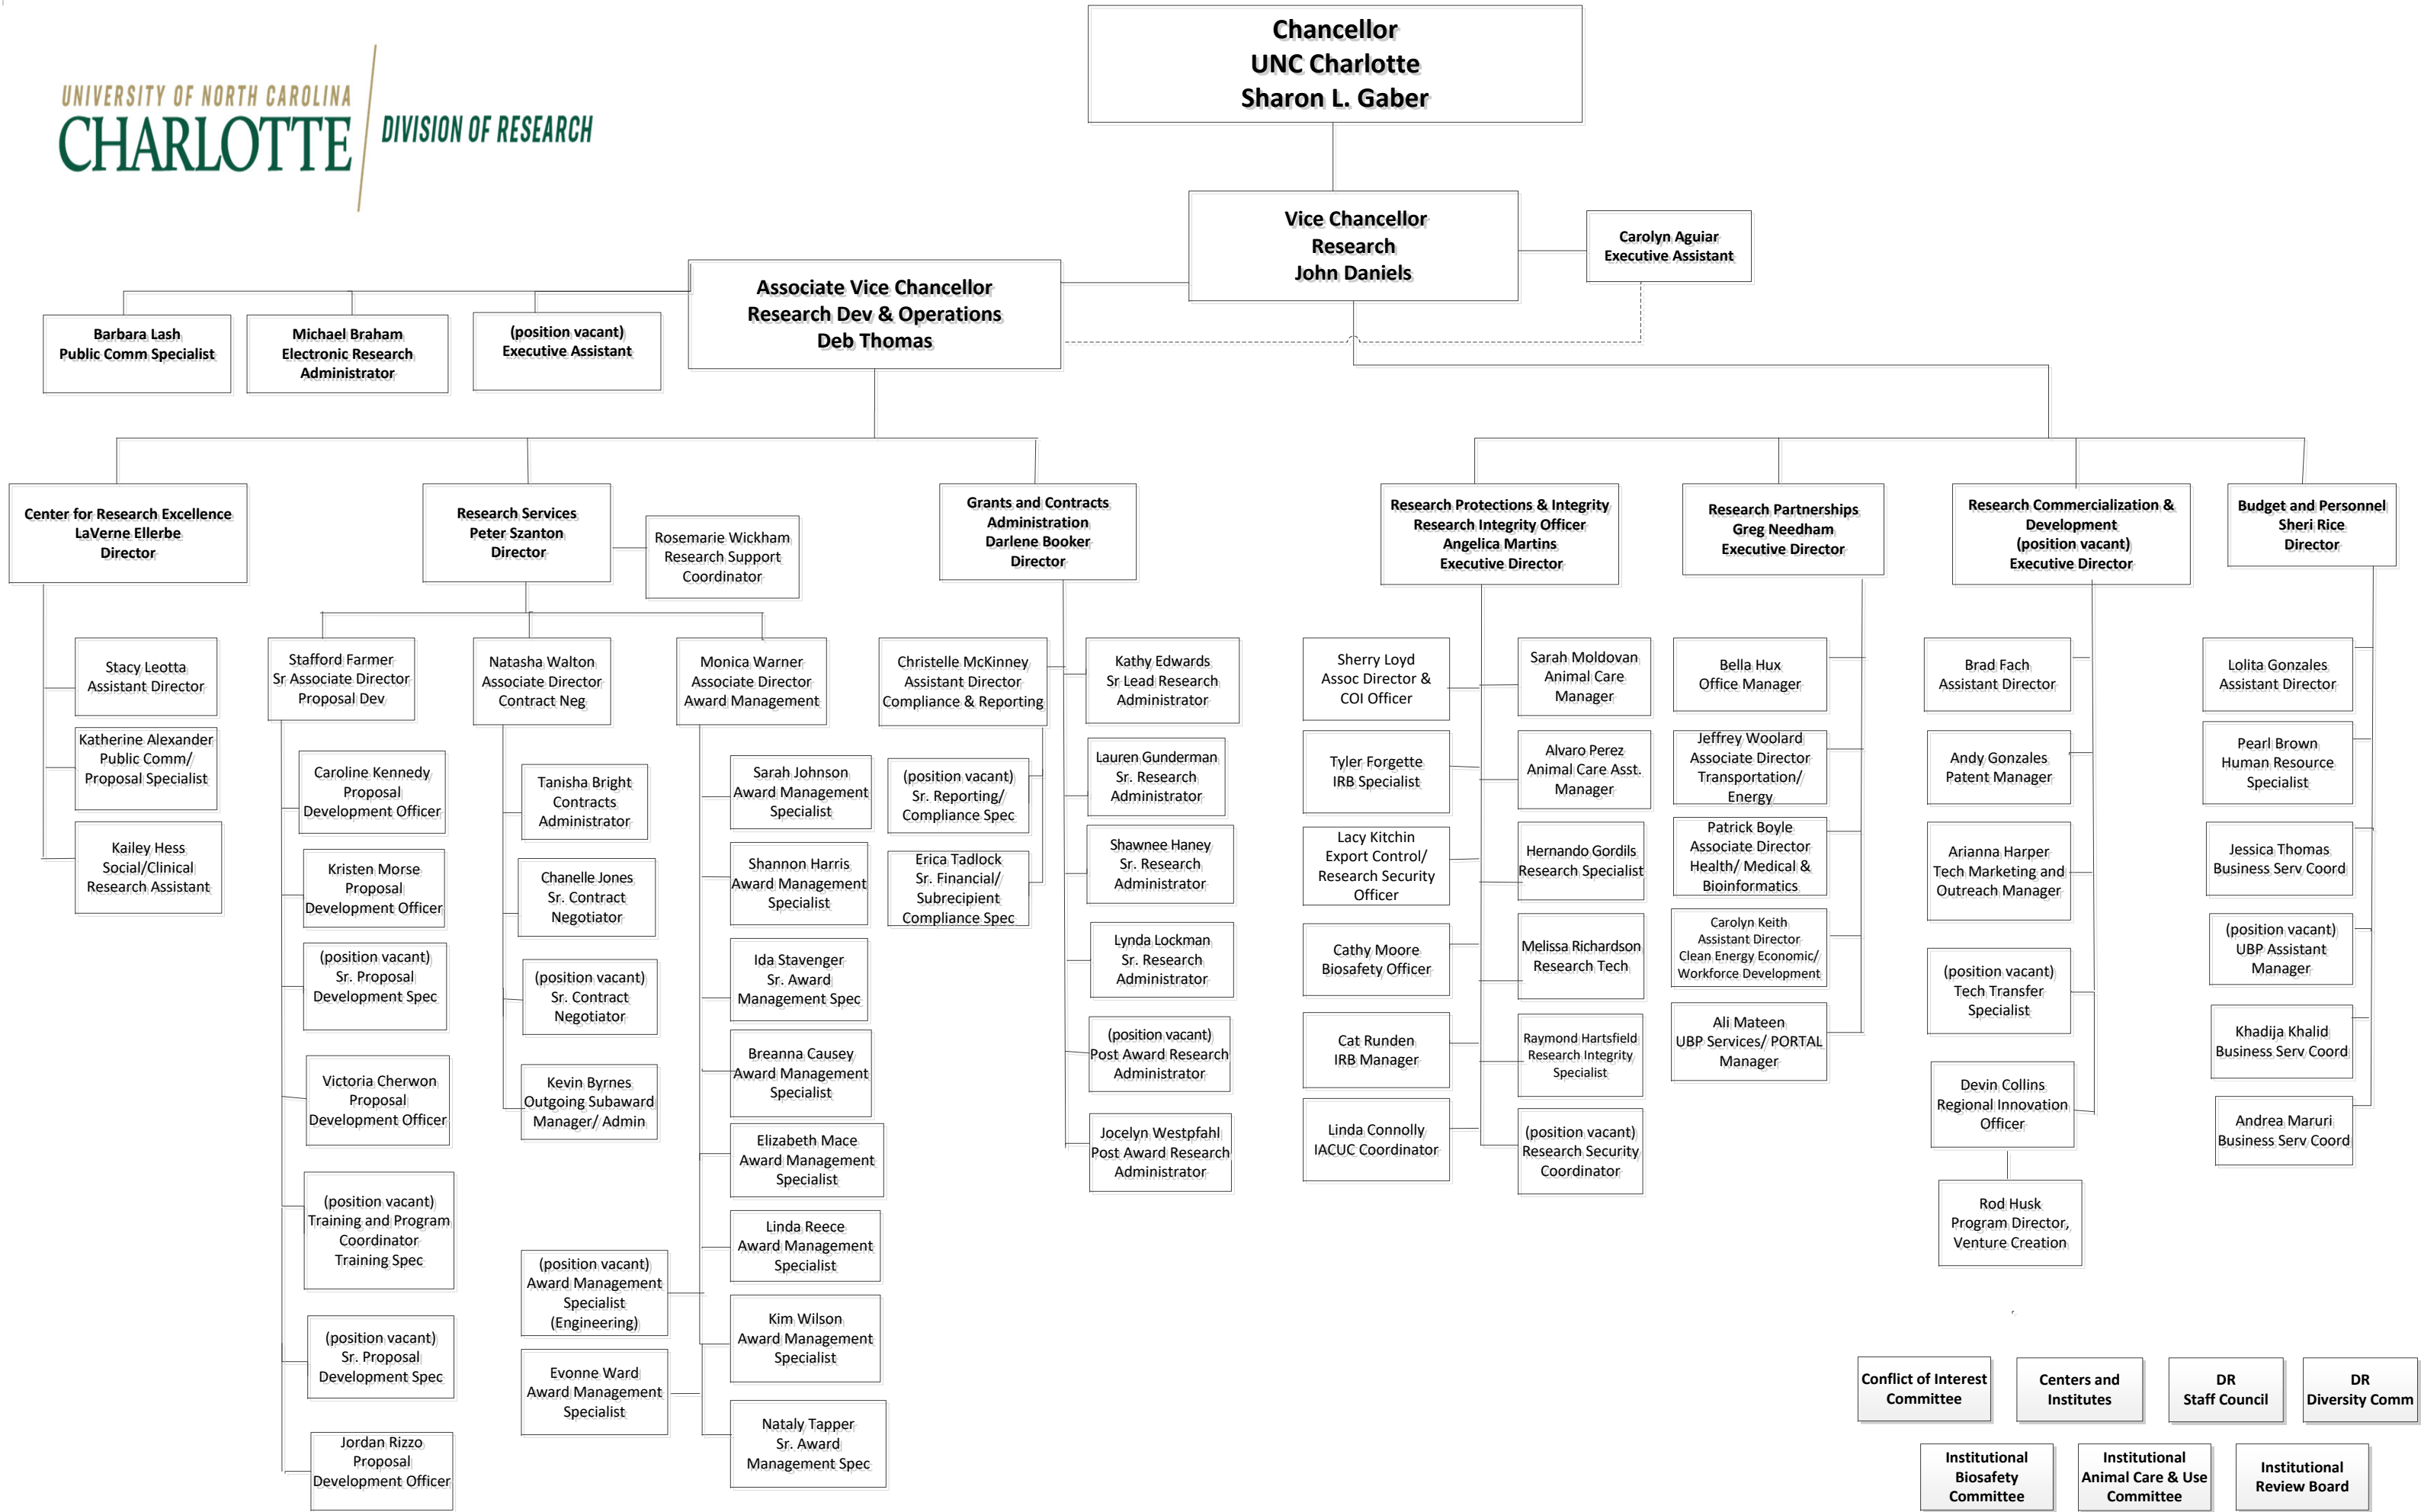 Chancellor
UNC Charlotte
Sharon L. Gaber
UNIVERSITY OF NORTH CAROLINA
CHARLOTTE
DIVISION OF RESEARCH
Vice Chancellor
Research
John Daniels
Carolyn Aguiar
Executive Assistant
Associate Vice Chancellor
Research Dev & Operations
Deb Thomas
Barbara Lash
Public Comm Specialist
Michael Braham
Electronic Research
Administrator
(position vacant)
Executive Assistant
Center for Research Excellence
LaVerne Ellerbe
Director
Research Services
Peter Szanton
Director
Rosemarie Wickham
Research Support
Coordinator
Grants and Contracts
Administration
Darlene Booker
Director
Research Protections & Integrity
Research Integrity Officer
Angelica Martins
Executive Director
Research Partnerships
Greg Needham
Executive Director
Research Commercialization &
Development
(position vacant)
Executive Director
Budget and Personnel
Sheri Rice
Director
Stacy Leotta
Assistant Director
Katherine Alexander
Public Comm/
Proposal Specialist
Kailey Hess
Social/Clinical
Research Assistant
Stafford Farmer
Sr Associate Director
Proposal Dev
Caroline Kennedy
Proposal
Development Officer
Kristen Morse
Proposal
Development Officer
(position vacant)
Sr. Proposal
Development Spec
Victoria Cherwon
Proposal
Development Officer
(position vacant)
Training and Program
Coordinator
Training Spec
(position vacant)
Sr. Proposal
Development Spec
Jordan Rizzo
Proposal
Development Officer
Natasha Walton
Associate Director
Contract Neg
Tanisha Bright
Contracts
Administrator
Chanelle Jones
Sr. Contract
Negotiator
(position vacant)
Sr. Contract
Negotiator
Kevin Byrnes
Outgoing Subaward
Manager/ Admin
Monica Warner
Associate Director
Award Management
Sarah Johnson
Award Management
Specialist
Shannon Harris
Award Management
Specialist
Ida Stavenger
Sr. Award
Management Spec
Breanna Causey
Award Management
Specialist
Elizabeth Mace
Award Management
Specialist
Linda Reece
Award Management
Specialist
(position vacant)
Award Management
Specialist
(Engineering)
Kim Wilson
Award Management
Specialist
Evonne Ward
Award Management
Specialist
Nataly Tapper
Sr. Award
Management Spec
Christelle McKinney
Assistant Director
Compliance & Reporting
(position vacant)
Sr. Reporting/
Compliance Spec
Erica Tadlock
Sr. Financial/
Subrecipient
Compliance Spec
Kathy Edwards
Sr Lead Research
Administrator
Lauren Gunderman
Sr. Research
Administrator
Shawnee Haney
Sr. Research
Administrator
Lynda Lockman
Sr. Research
Administrator
(position vacant)
Post Award Research
Administrator
Jocelyn Westpfahl
Post Award Research
Administrator
Sherry Loyd
Assoc Director &
COI Officer
Tyler Forgette
IRB Specialist
Lacy Kitchin
Export Control/
Research Security
Officer
Cathy Moore
Biosafety Officer
Cat Runden
IRB Manager
Linda Connolly
IACUC Coordinator
Sarah Moldovan
Animal Care
Manager
Alvaro Perez
Animal Care Asst.
Manager
Hernando Gordils
Research Specialist
Melissa Richardson
Research Tech
Raymond Hartsfield
Research Integrity
Specialist
(position vacant)
Research Security
Coordinator
Bella Hux
Office Manager
Jeffrey Woolard
Associate Director
Transportation/
Energy
Patrick Boyle
Associate Director
Health/ Medical &
Bioinformatics
Carolyn Keith
Assistant Director
Clean Energy Economic/
Workforce Development
Ali Mateen
UBP Services/ PORTAL
Manager
Brad Fach
Assistant Director
Andy Gonzales
Patent Manager
Arianna Harper
Tech Marketing and
Outreach Manager
(position vacant)
Tech Transfer
Specialist
Devin Collins
Regional Innovation
Officer
Rod Husk
Program Director,
Venture Creation
Lolita Gonzales
Assistant Director
Pearl Brown
Human Resource
Specialist
Jessica Thomas
Business Serv Coord
(position vacant)
UBP Assistant
Manager
Khadija Khalid
Business Serv Coord
Andrea Maruri
Business Serv Coord
Conflict of Interest
Committee
Centers and
Institutes
DR
Staff Council
DR
Diversity Comm
Institutional
Biosafety
Committee
Institutional
Animal Care & Use
Committee
Institutional
Review Board